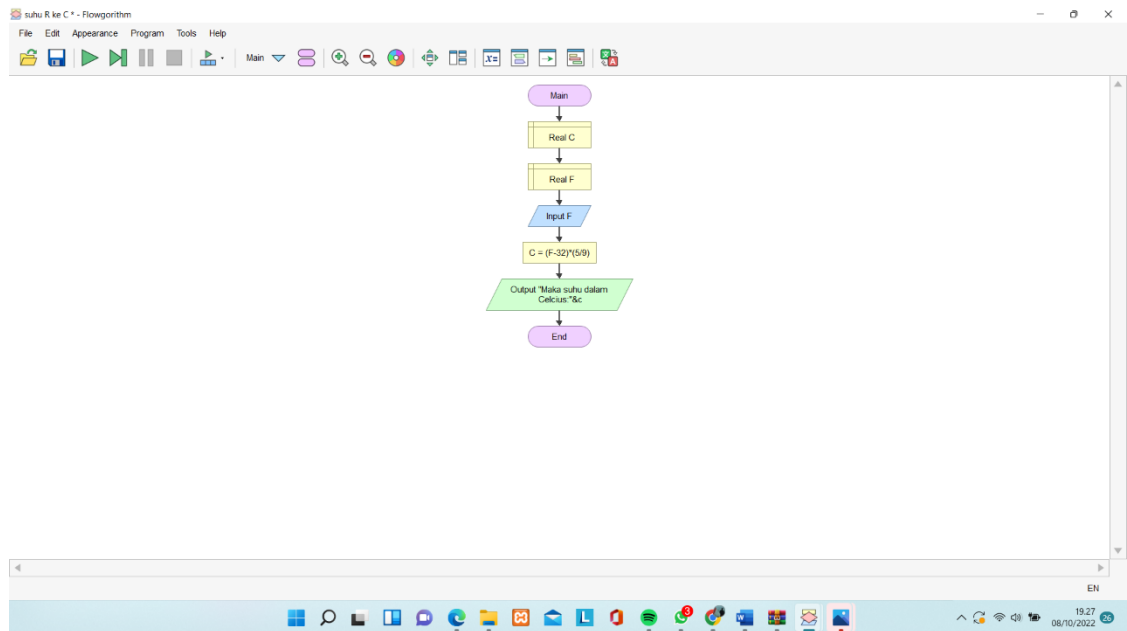 suhu R ke C * - Flowgorithm
File Edit Appearance Program Tools Help
Main
x=
Main
Real C
Real F
Input F
C = (F-32)*(5/9)
Output "Maka suhu dalam
Celcius:"&c
End
EN
L
3
19.27
08/10/2022
26